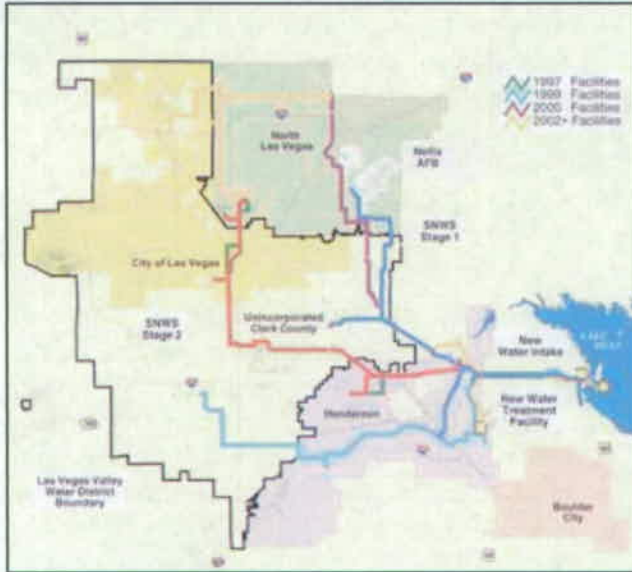 1997 Facilities
1999 Facilities
2000 Facilities
2002+ Facilities
North
Las Vegas
Nellis
AFB
SNWS
Stage 1
City of Las Vegas
SNWS
Stage 2
Unincorporated
Clark County
New
Water Intake
LAKE
MEAD
New Water
Treatment
Facility
Henderson
Las Vegas Valley
Water District
Boundary
Boulder
City